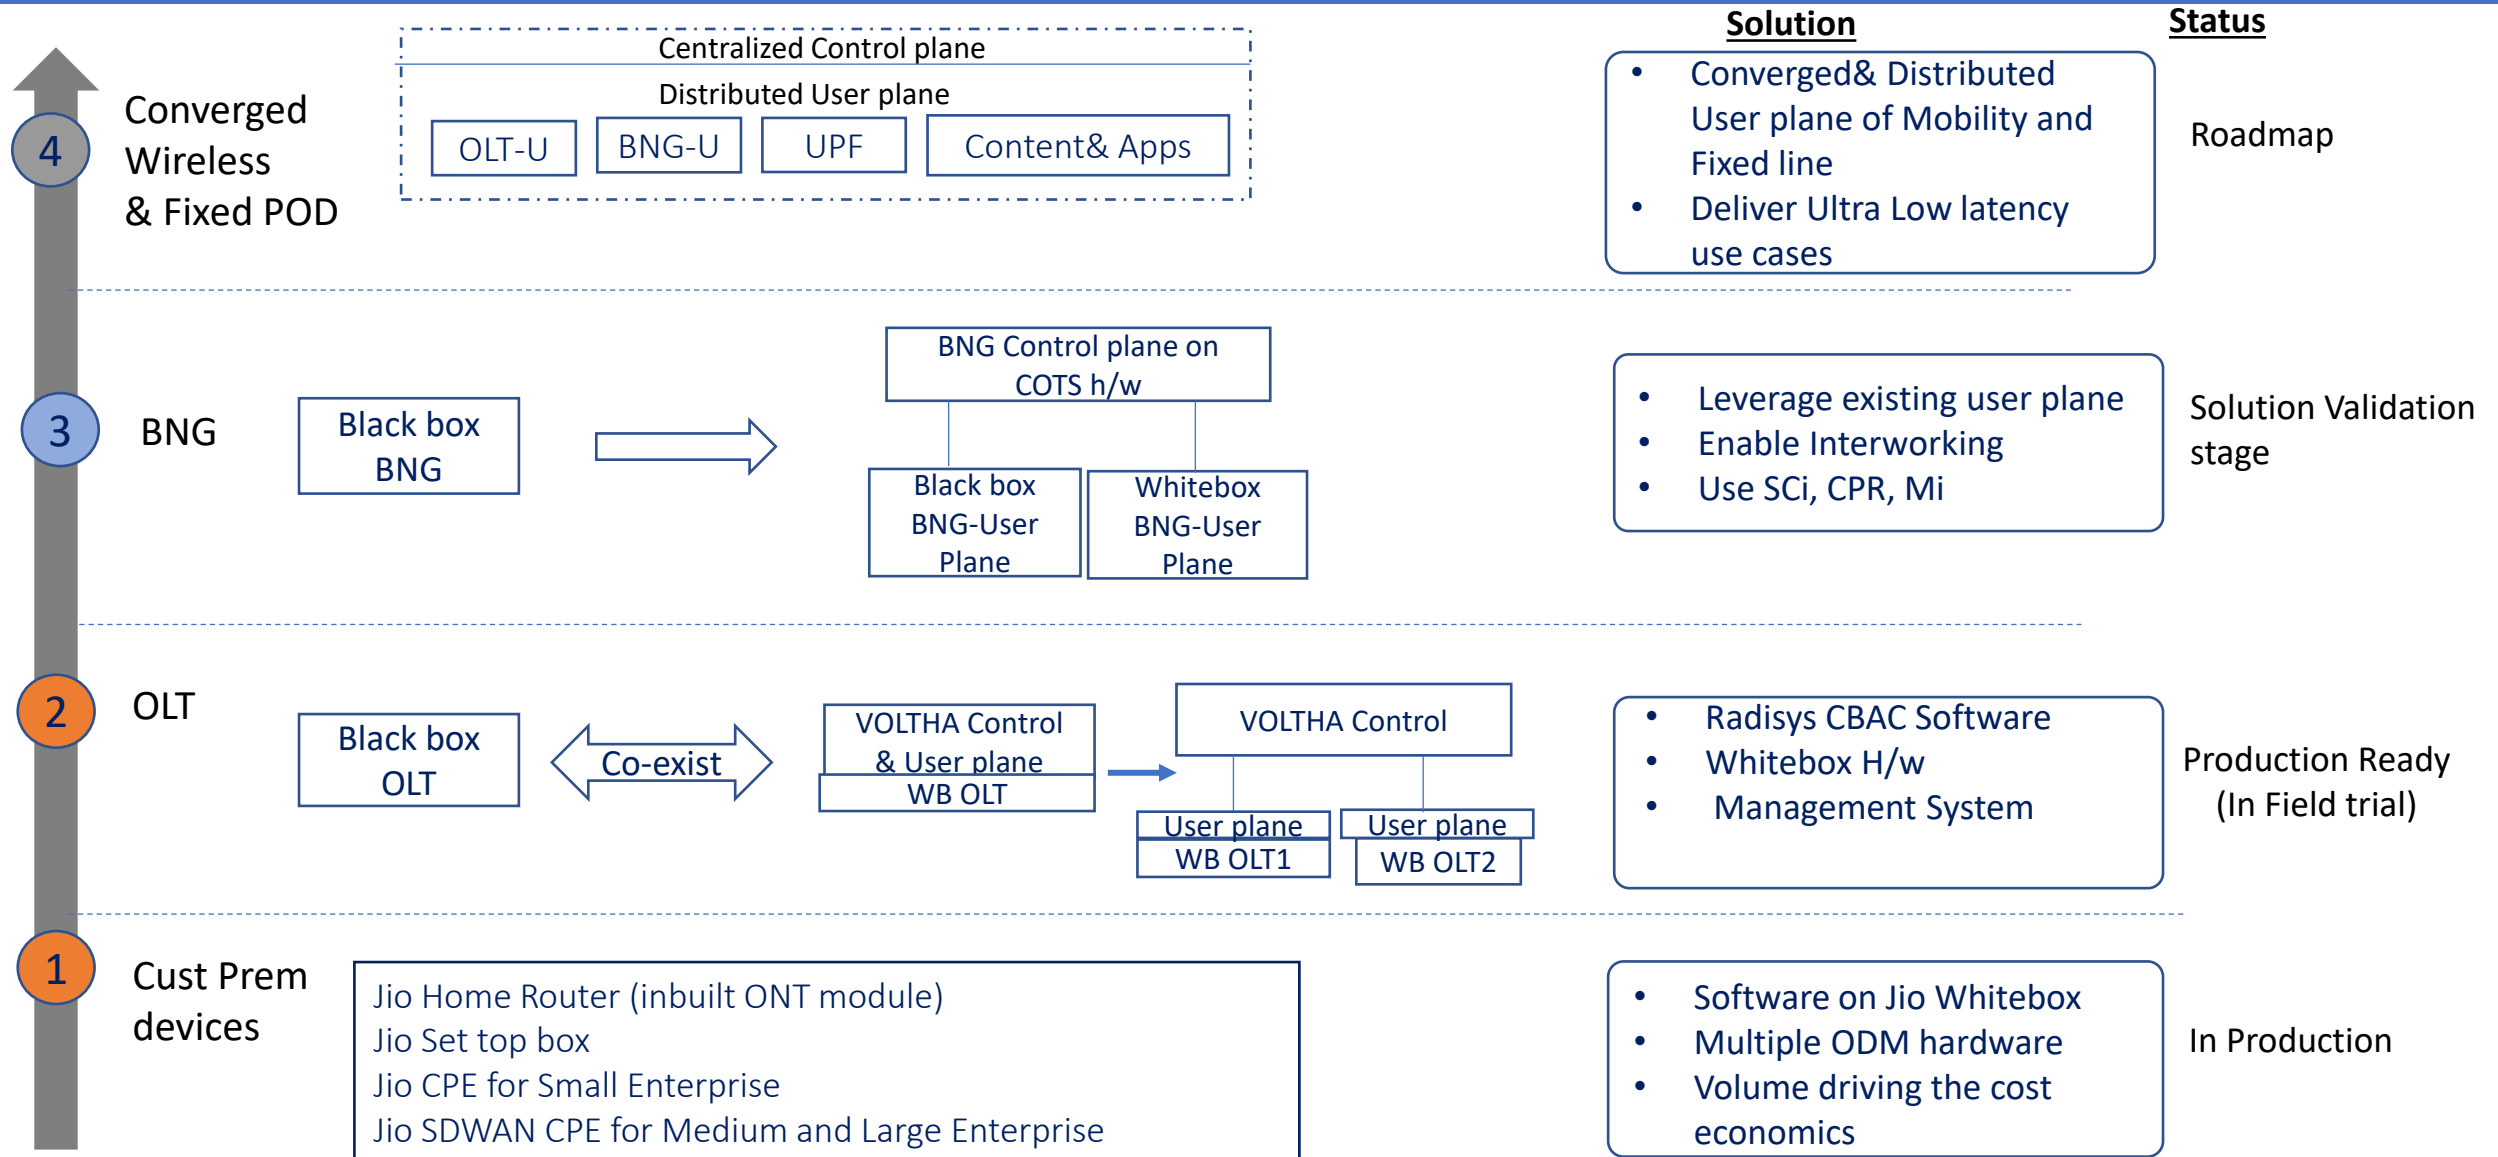 Solution
Status
Centralized Control plane
Distributed User plane
OLT-U
BNG-U
UPF
Content& Apps
4
Converged
Wireless
& Fixed POD
• Converged& Distributed
User plane of Mobility and
Fixed line
• Deliver Ultra Low latency
use cases
Roadmap
3
BNG
Black box
BNG
BNG Control plane on
COTS h/w
Black box
BNG-User
Plane
Whitebox
BNG-User
Plane
• Leverage existing user plane
• Enable Interworking
• Use SCi, CPR, Mi
Solution Validation
stage
2
OLT
Black box
OLT
Co-exist
VOLTHA Control
& User plane
WB OLT
VOLTHA Control
User plane
WB OLT1
User plane
WB OLT2
• Radisys CBAC Software
• Whitebox H/w
• Management System
Production Ready
(In Field trial)
1
Cust Prem
devices
Jio Home Router (inbuilt ONT module)
Jio Set top box
Jio CPE for Small Enterprise
Jio SDWAN CPE for Medium and Large Enterprise
• Software on Jio Whitebox
• Multiple ODM hardware
• Volume driving the cost
economics
In Production